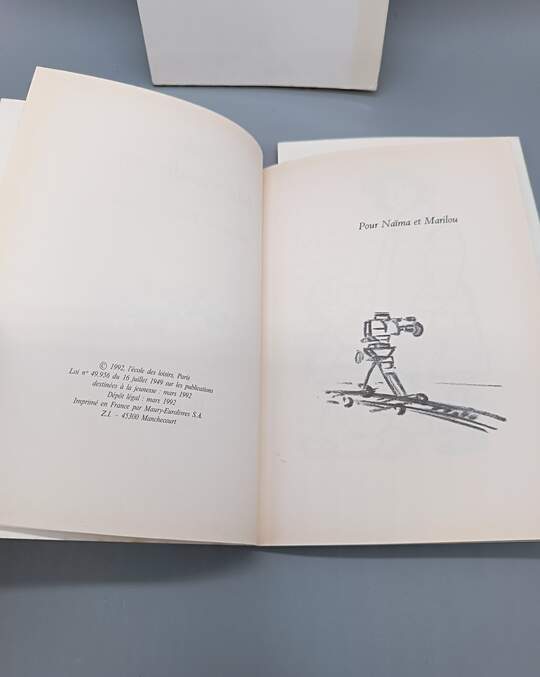 © 1992, l'école des loisirs, Paris
Loi n° 49.956 du 16 juillet 1949 sur les publications
destinées à la jeunesse : mars 1992
Dépôt légal : mars 1992
Imprimé en France par Maury-Eurolivres S.A.
Z.I. – 45300 Manchecourt
Pour Naïma et Marilou